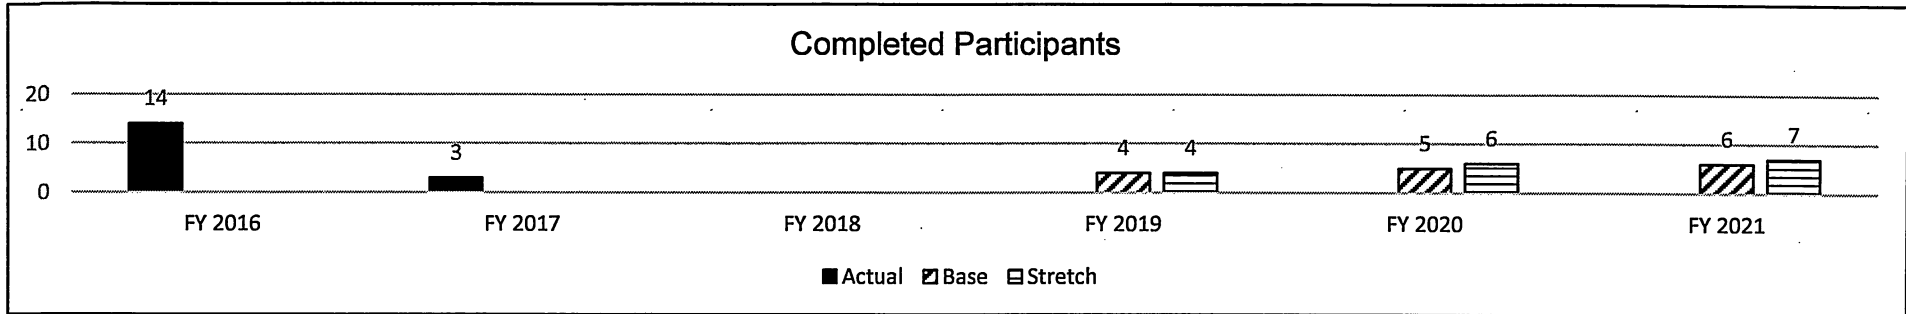 Completed Participants
20
14
10
3
4
4
5
6
6
7
0
FY 2016
FY 2017
FY 2018
FY 2019
FY 2020
FY 2021
Actual
Base
Stretch